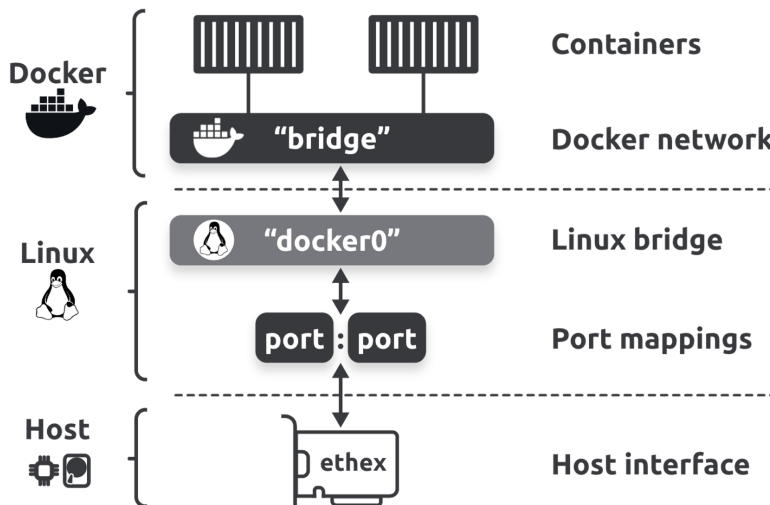 Containers
Docker
“bridge”
Docker network
“docker0”
Linux bridge
Linux
port : port
Port mappings
Host
ethex
Host interface